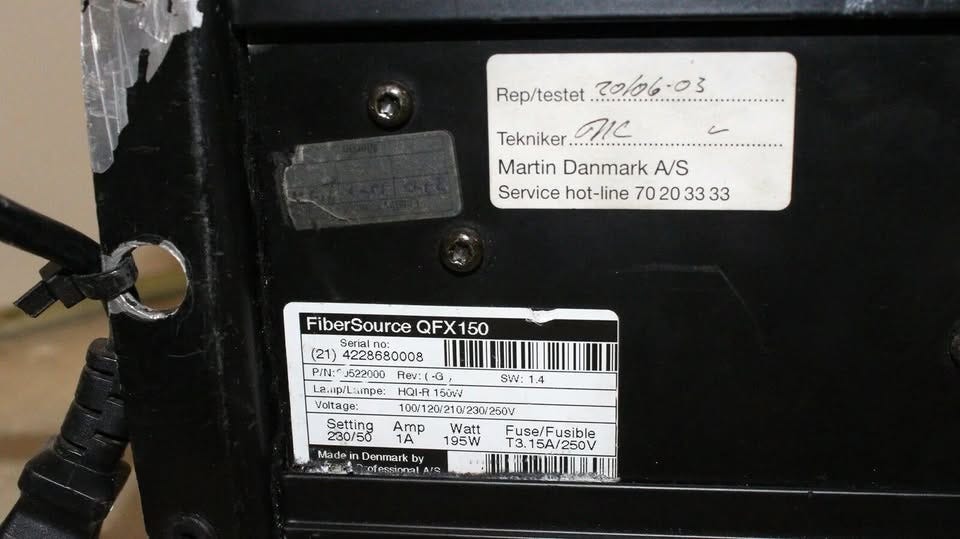 Rep/testet 20/06-03
Tekniker
Martin Danmark A/S
Service hot-line 70 20 33 33
FiberSource QFX150
Serial no:
(21) 4228680008
P/N: Rev: SW: 1.4
Lamp/Lampe: HQI-R 150W
Voltage: 100/120/210/230/250V
Setting Amp Watt Fuse/Fusible
230/50 1A 195W T3.15A/250V
Made in Denmark by
Professional A/S